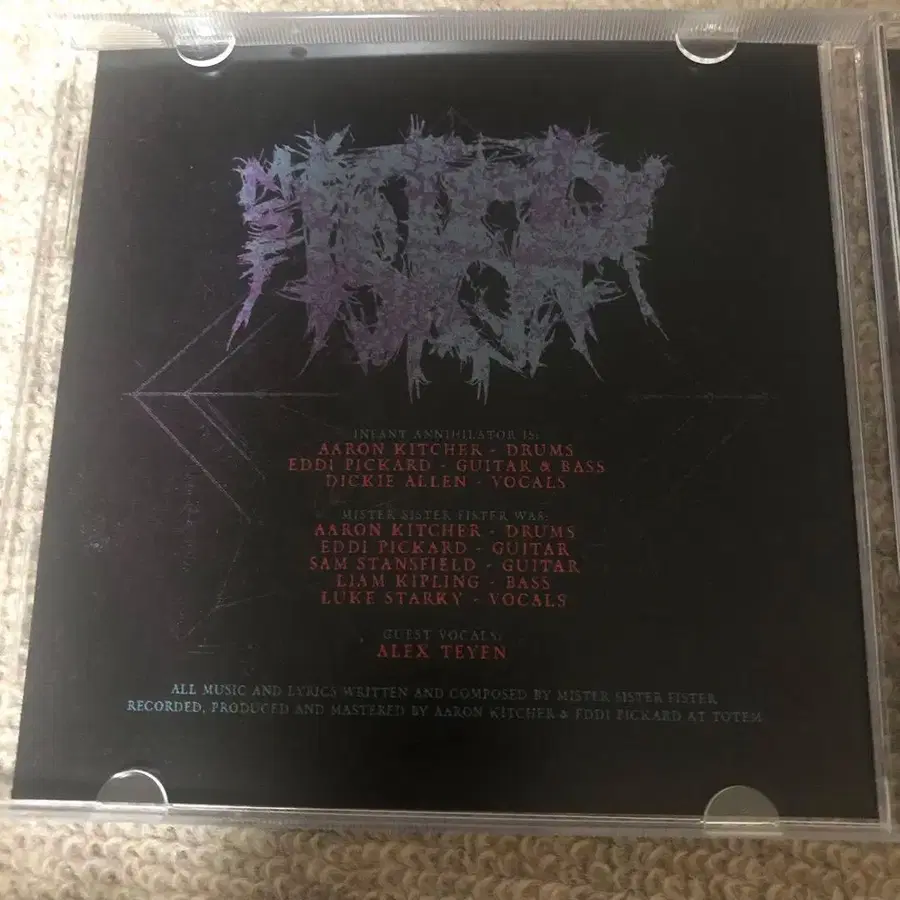 INFANT ANNIHILATOR IS:
AARON KITCHER - DRUMS
EDDI PICKARD - GUITAR & BASS
DICKIE ALLEN - VOCALS
MISTER SISTER FISTER WAS:
AARON KITCHER - DRUMS
EDDI PICKARD - GUITAR
SAM STANSFIELD - GUITAR
LIAM KIPLING - BASS
LUKE STARKY - VOCALS
GUEST VOCALS:
ALEX TEYEN
ALL MUSIC AND LYRICS WRITTEN AND COMPOSED BY MISTER SISTER FISTER
RECORDED, PRODUCED AND MASTERED BY AARON KITCHER & EDDI PICKARD AT TOTEM